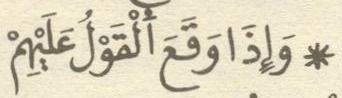 * وَإِذَا وَقَعَ ٱلْقَوْلُ عَلَيْهِمْ